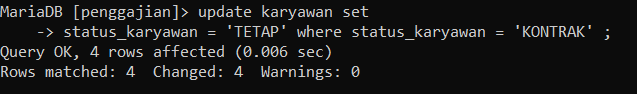 MariaDB [penggajian]> update karyawan set
    -> status_karyawan = 'TETAP' where status_karyawan = 'KONTRAK' ;
Query OK, 4 rows affected (0.006 sec)
Rows matched: 4  Changed: 4  Warnings: 0